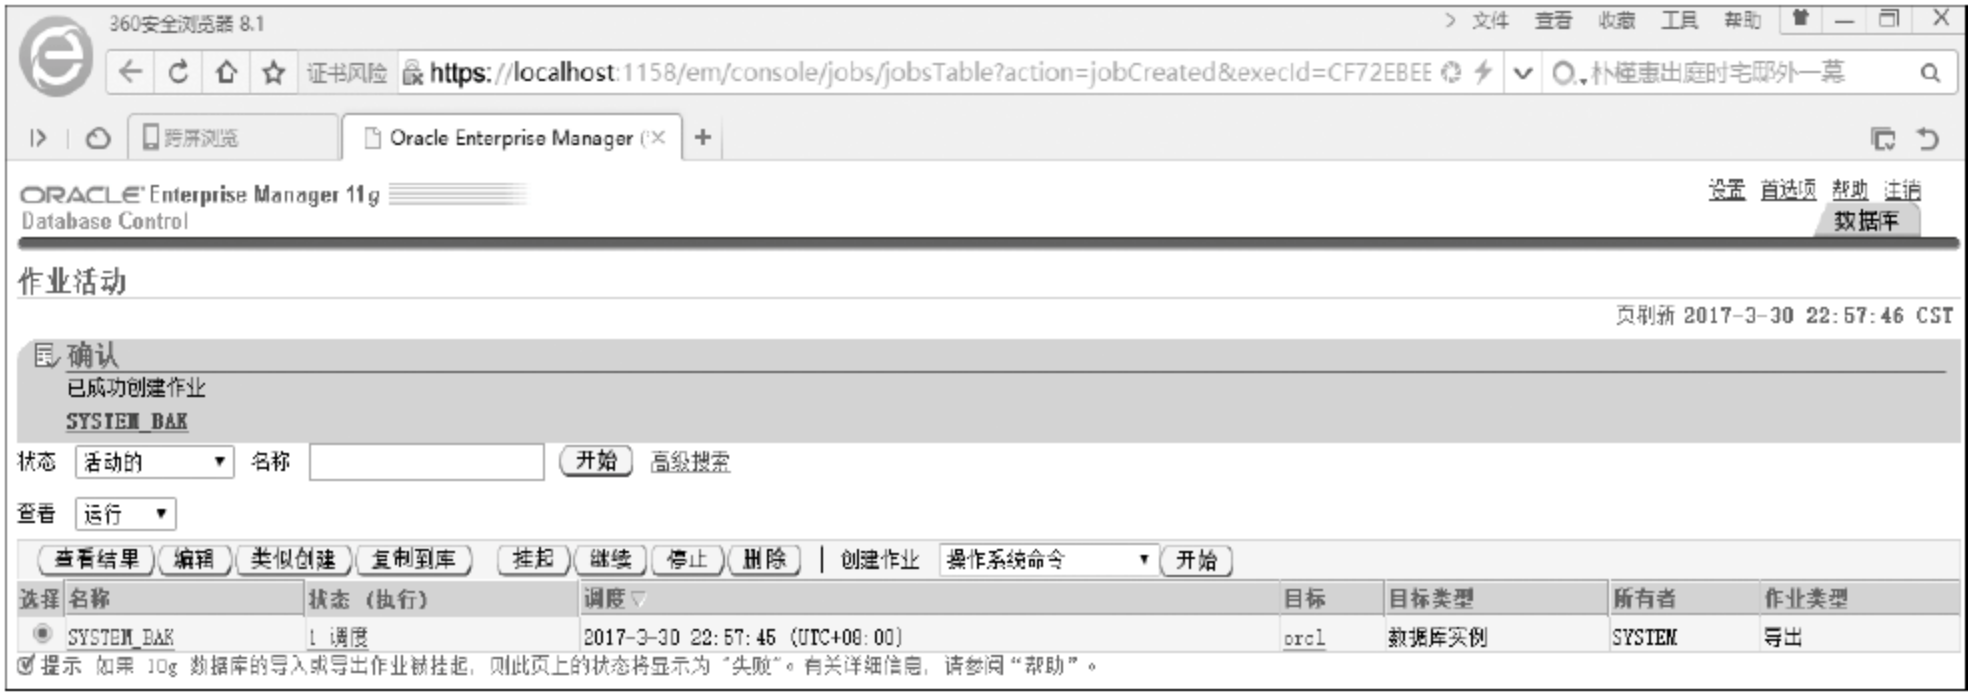 360安全浏览器 8.1 > 文件 查看 收藏 工具 帮助
证书风险 https://localhost:1158/em/console/jobs/jobsTable?action=jobCreated&execId=CF72EBEE 朴槿惠出庭时宅邸外一幕
跨屏浏览 Oracle Enterprise Manager (
ORACLE Enterprise Manager 11g 设置 首选项 帮助 注销
Database Control 数据库
作业活动
页刷新 2017-3-30 22:57:46 CST
确认
已成功创建作业
SYSTEM_BAK
状态 活动的 名称 开始 高级搜索
查看 运行
查看结果 编辑 类似创建 复制到库 挂起 继续 停止 删除 | 创建作业 操作系统命令 开始
选择 名称 状态 (执行) 调度 目标 目标类型 所有者 作业类型
SYSTEM_BAK 1 调度 2017-3-30 22:57:45 (UTC+08:00) orcl 数据库实例 SYSTEM 导出
提示 如果 10g 数据库的导入或导出作业被挂起, 则此页上的状态将显示为“失败”。有关详细信息, 请参阅“帮助”。